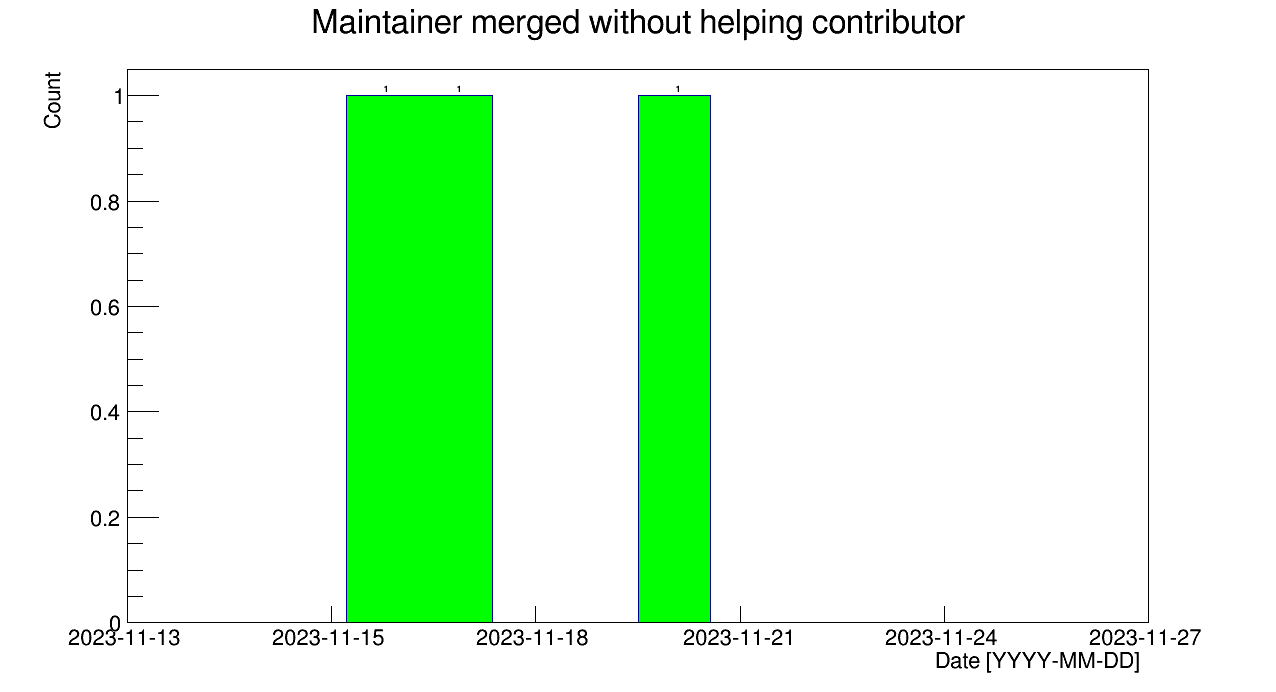 Maintainer merged without helping contributor
Count
1 1 1
1
0.8
0.6
0.4
0.2
0
2023-11-13 2023-11-15 2023-11-18 2023-11-21 2023-11-24 2023-11-27
Date [YYYY-MM-DD]